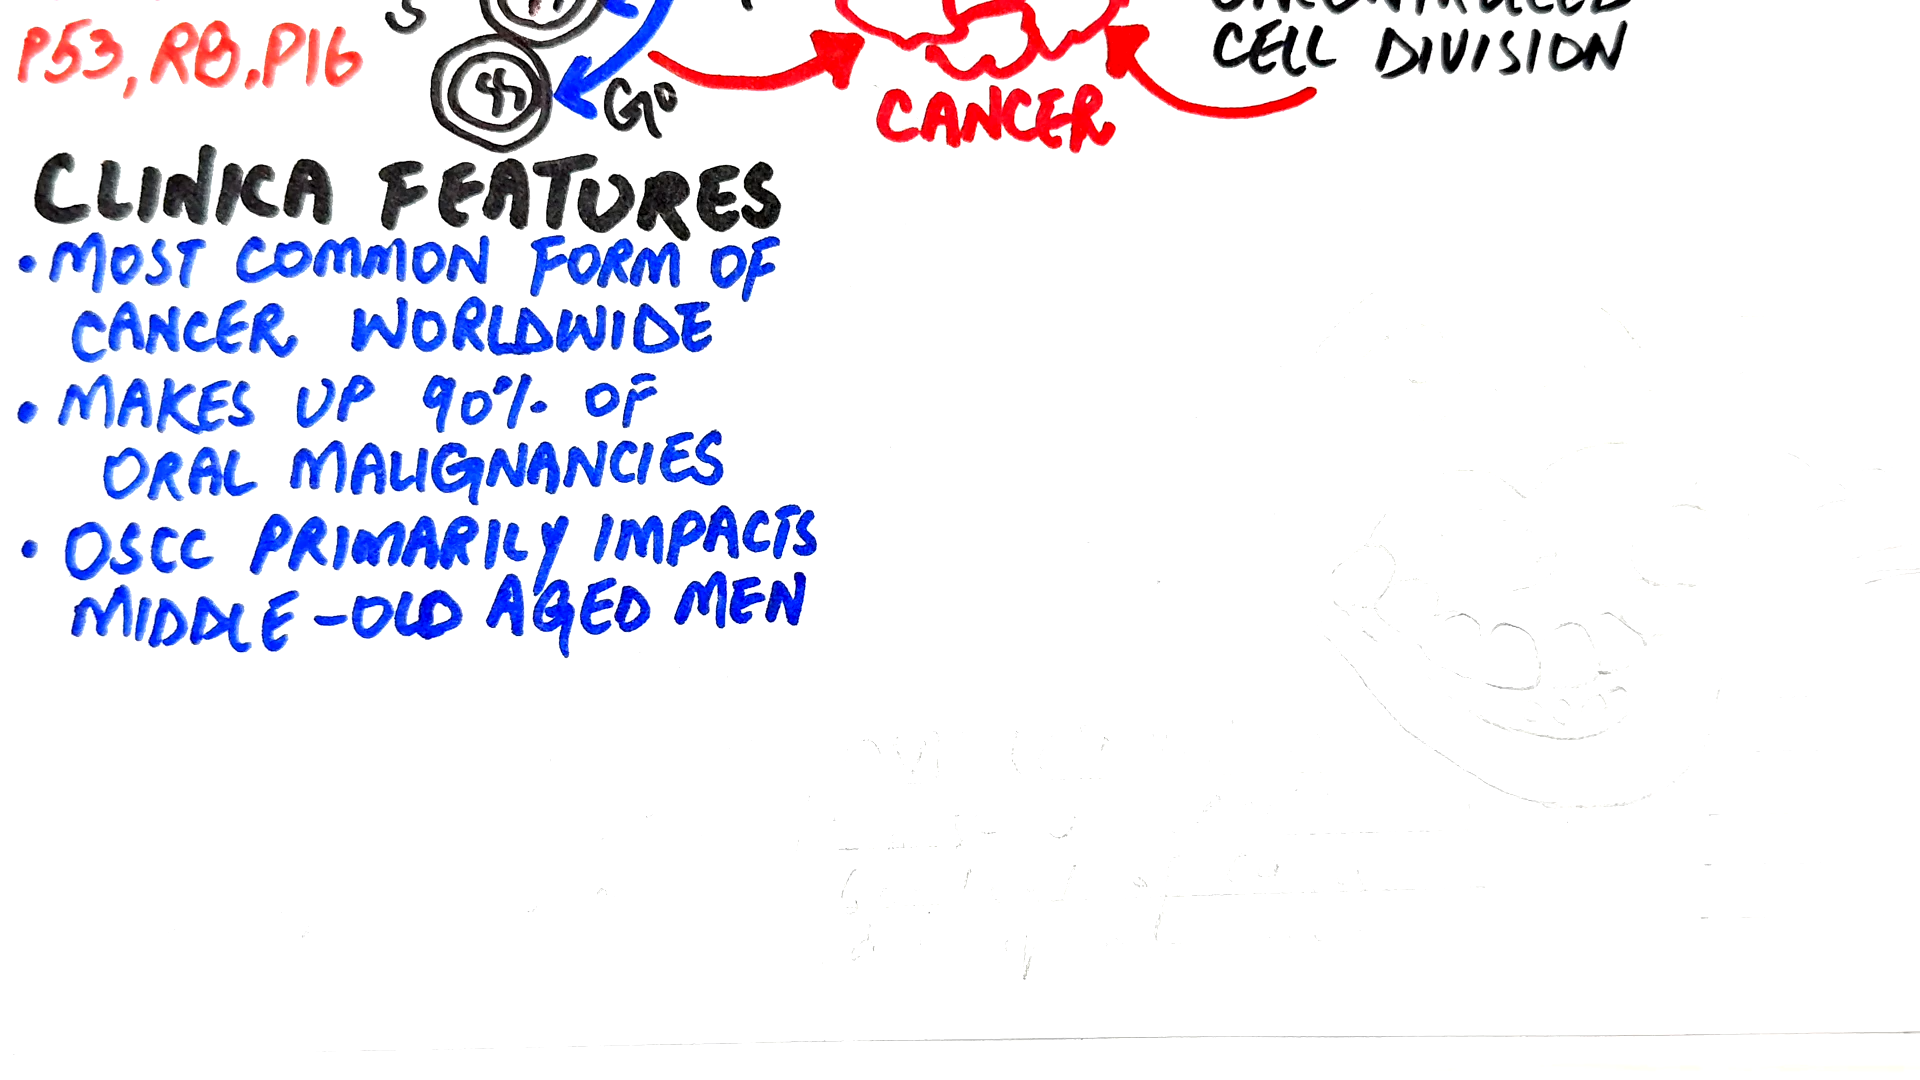 P53, RB, P16
S
G0
CANCER
CELL DIVISION
CLINICA FEATURES
• MOST COMMON FORM OF
CANCER WORLDWIDE
• MAKES UP 90% OF
ORAL MALIGNANCIES
• OSCC PRIMARILY IMPACTS
MIDDLE-OLD AGED MEN